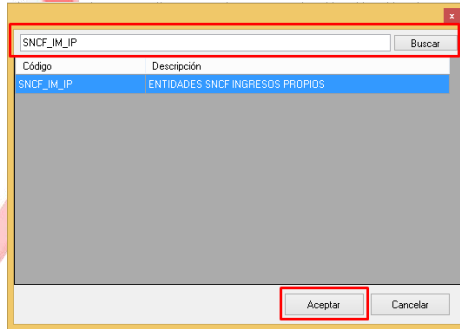 x
SNCF_IM_IP Buscar
Código Descripción
SNCF_IM_IP ENTIDADES SNCF INGRESOS PROPIOS
Aceptar Cancelar